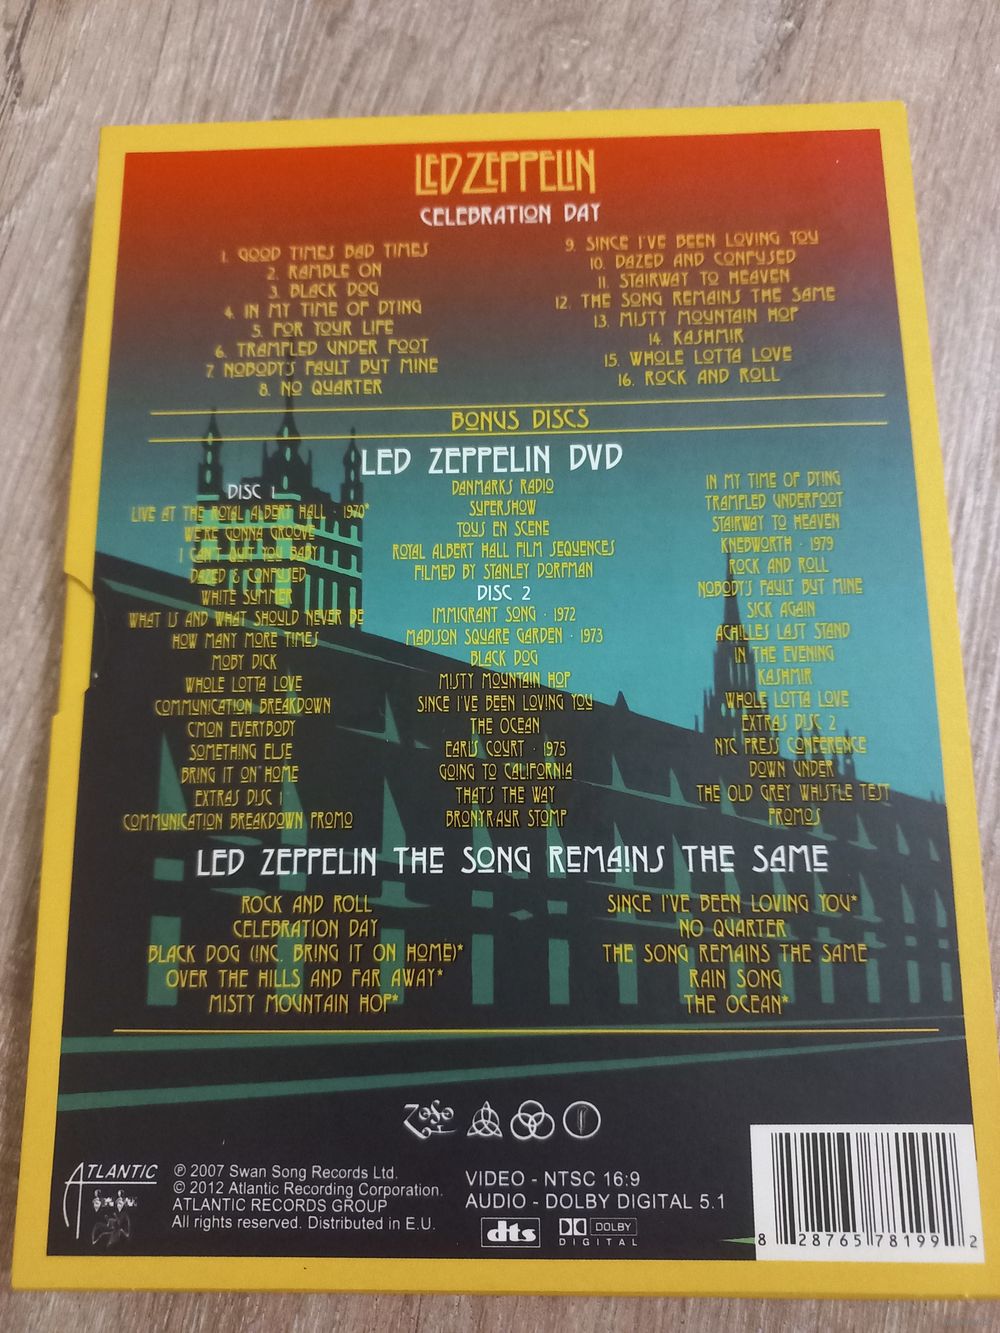 LED ZEPPELIN
CELEBRATION DAY
1. GOOD TIMES BAD TIMES
2. RAMBLE ON
3. BLACK DOG
4. IN MY TIME OF DYING
5. FOR YOUR LIFE
6. TRAMPLED UNDER FOOT
7. NOBODY'S FAULT BUT MINE
8. NO QUARTER
9. SINCE I'VE BEEN LOVING YOU
10. DAZED AND CONFUSED
11. STAIRWAY TO HEAVEN
12. THE SONG REMAINS THE SAME
13. MISTY MOUNTAIN HOP
14. KASHMIR
15. WHOLE LOTTA LOVE
16. ROCK AND ROLL
BONUS DISCS
LED ZEPPELIN DVD
DISC 1
LIVE AT THE ROYAL ALBERT HALL · 1970*
WE'RE GONNA GROOVE
I CAN'T QUIT YOU BABY
DAZED & CONFUSED
WHITE SUMMER
WHAT IS AND WHAT SHOULD NEVER BE
HOW MANY MORE TIMES
MOBY DICK
WHOLE LOTTA LOVE
COMMUNICATION BREAKDOWN
C'MON EVERYBODY
SOMETHING ELSE
BRING IT ON HOME
EXTRAS DISC 1
COMMUNICATION BREAKDOWN PROMO
DANMARKS RADIO
SUPERSHOW
TOUS EN SCENE
ROYAL ALBERT HALL FILM SEQUENCES
FILMED BY STANLEY DORFMAN
DISC 2
IMMIGRANT SONG · 1972
MADISON SQUARE GARDEN · 1973
BLACK DOG
MISTY MOUNTAIN HOP
SINCE I'VE BEEN LOVING YOU
THE OCEAN
EARLS COURT · 1975
GOING TO CALIFORNIA
THAT'S THE WAY
BRON-YR-AUR STOMP
IN MY TIME OF DYING
TRAMPLED UNDERFOOT
STAIRWAY TO HEAVEN
KNEBWORTH · 1979
ROCK AND ROLL
NOBODY'S FAULT BUT MINE
SICK AGAIN
ACHILLES LAST STAND
IN THE EVENING
KASHMIR
WHOLE LOTTA LOVE
EXTRAS DISC 2
NYC PRESS CONFERENCE
DOWN UNDER
THE OLD GREY WHISTLE TEST
PROMOS
LED ZEPPELIN THE SONG REMAINS THE SAME
ROCK AND ROLL
CELEBRATION DAY
BLACK DOG (INC. BRING IT ON HOME)*
OVER THE HILLS AND FAR AWAY*
MISTY MOUNTAIN HOP*
SINCE I'VE BEEN LOVING YOU*
NO QUARTER
THE SONG REMAINS THE SAME
RAIN SONG
THE OCEAN*
ATLANTIC
℗ 2007 Swan Song Records Ltd.
© 2012 Atlantic Recording Corporation.
ATLANTIC RECORDS GROUP
All rights reserved. Distributed in E.U.
VIDEO - NTSC 16:9
AUDIO - DOLBY DIGITAL 5.1
dts
DOLBY
DIGITAL
8 28765 78199 2